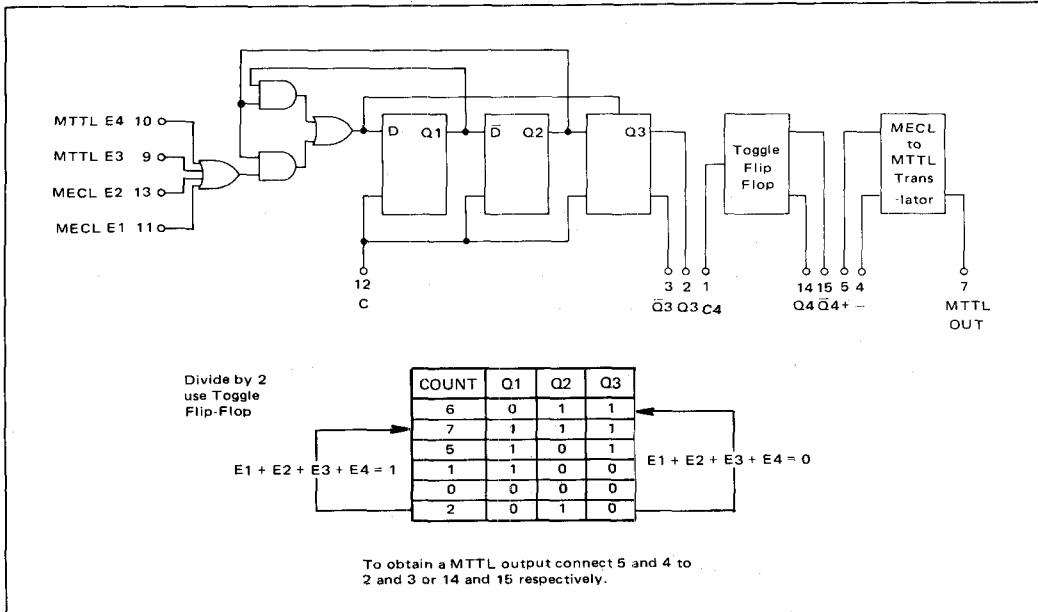 MTTL E4 10
MTTL E3 9
MECL E2 13
MECL E1 11
D Q1
D̅ Q2
Q3
Toggle
Flip
Flop
MECL
to
MTTL
Trans
-lator
12
C
3 2 1
Q̅3 Q3 C4
14 15 5 4
Q4 Q̅4 + −
7
MTTL
OUT
Divide by 2
use Toggle
Flip-Flop
COUNT Q1 Q2 Q3
6 0 1 1
7 1 1 1
5 1 0 1
1 1 0 0
0 0 0 0
2 0 1 0
E1 + E2 + E3 + E4 = 1
E1 + E2 + E3 + E4 = 0
To obtain a MTTL output connect 5 and 4 to
2 and 3 or 14 and 15 respectively.